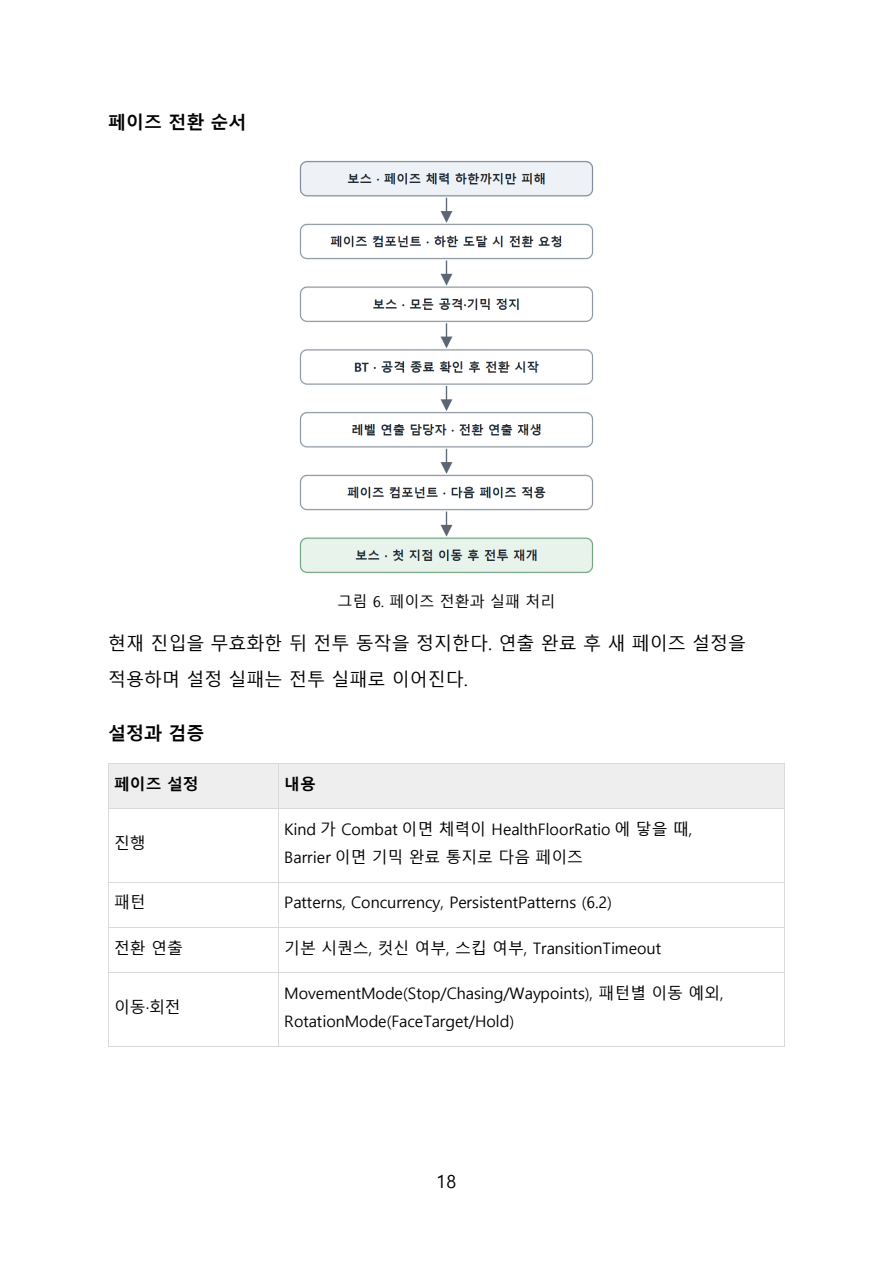 페이즈 전환 순서
보스 · 페이즈 체력 하한까지만 피해
페이즈 컴포넌트 · 하한 도달 시 전환 요청
보스 · 모든 공격·기믹 정지
BT · 공격 종료 확인 후 전환 시작
레벨 연출 담당자 · 전환 연출 재생
페이즈 컴포넌트 · 다음 페이즈 적용
보스 · 첫 지점 이동 후 전투 재개
그림 6. 페이즈 전환과 실패 처리
현재 진입을 무효화한 뒤 전투 동작을 정지한다. 연출 완료 후 새 페이즈 설정을
적용하며 설정 실패는 전투 실패로 이어진다.
설정과 검증
페이즈 설정 내용
진행
Kind 가 Combat 이면 체력이 HealthFloorRatio 에 닿을 때,
Barrier 이면 기믹 완료 통지로 다음 페이즈
패턴 Patterns, Concurrency, PersistentPatterns (6.2)
전환 연출 기본 시퀀스, 컷신 여부, 스킵 여부, TransitionTimeout
이동·회전
MovementMode(Stop/Chasing/Waypoints), 패턴별 이동 예외,
RotationMode(FaceTarget/Hold)
18